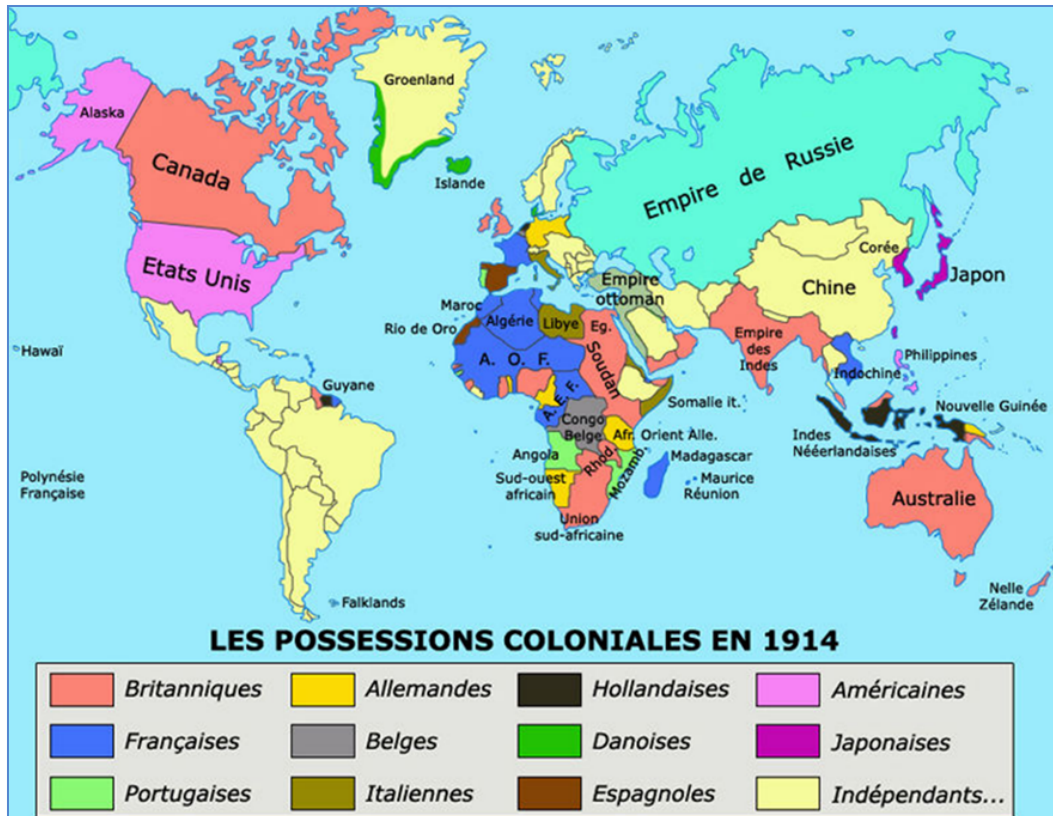 Groenland
Alaska
Canada
Islande
Empire de Russie
Etats Unis
Corée
Japon
Chine
Empire
ottoman
Maroc
Algérie
Libye
Eg.
Rio de Oro
Empire
des
Indes
Hawaï
A. O. F.
Soudan
Philippines
Indochine
Guyane
A. E. F.
Somalie it.
Nouvelle Guinée
Congo
Belge
Afr. Orient Alle.
Indes
Nééerlandaises
Angola
Rhod.
Mozamb.
Madagascar
Polynésie
Française
Sud-ouest
africain
Maurice
Réunion
Australie
Union
sud-africaine
Falklands
Nelle
Zélande
LES POSSESSIONS COLONIALES EN 1914
Britanniques
Allemandes
Hollandaises
Américaines
Françaises
Belges
Danoises
Japonaises
Portugaises
Italiennes
Espagnoles
Indépendants...